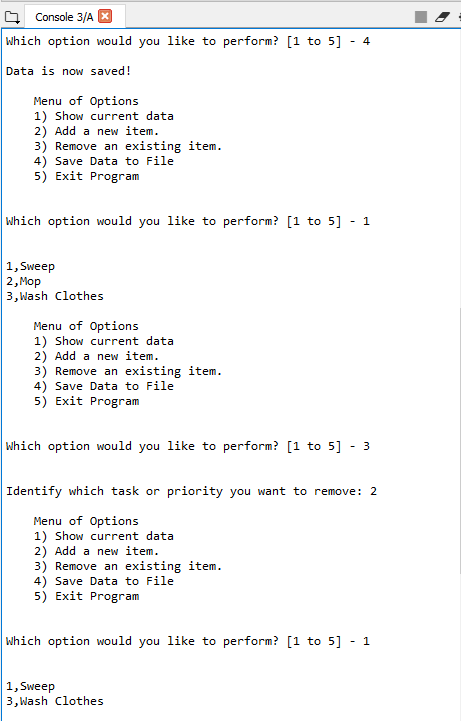 Console 3/A
Which option would you like to perform? [1 to 5] - 4
Data is now saved!
Menu of Options
1) Show current data
2) Add a new item.
3) Remove an existing item.
4) Save Data to File
5) Exit Program
Which option would you like to perform? [1 to 5] - 1
1,Sweep
2,Mop
3,Wash Clothes
Menu of Options
1) Show current data
2) Add a new item.
3) Remove an existing item.
4) Save Data to File
5) Exit Program
Which option would you like to perform? [1 to 5] - 3
Identify which task or priority you want to remove: 2
Menu of Options
1) Show current data
2) Add a new item.
3) Remove an existing item.
4) Save Data to File
5) Exit Program
Which option would you like to perform? [1 to 5] - 1
1,Sweep
3,Wash Clothes